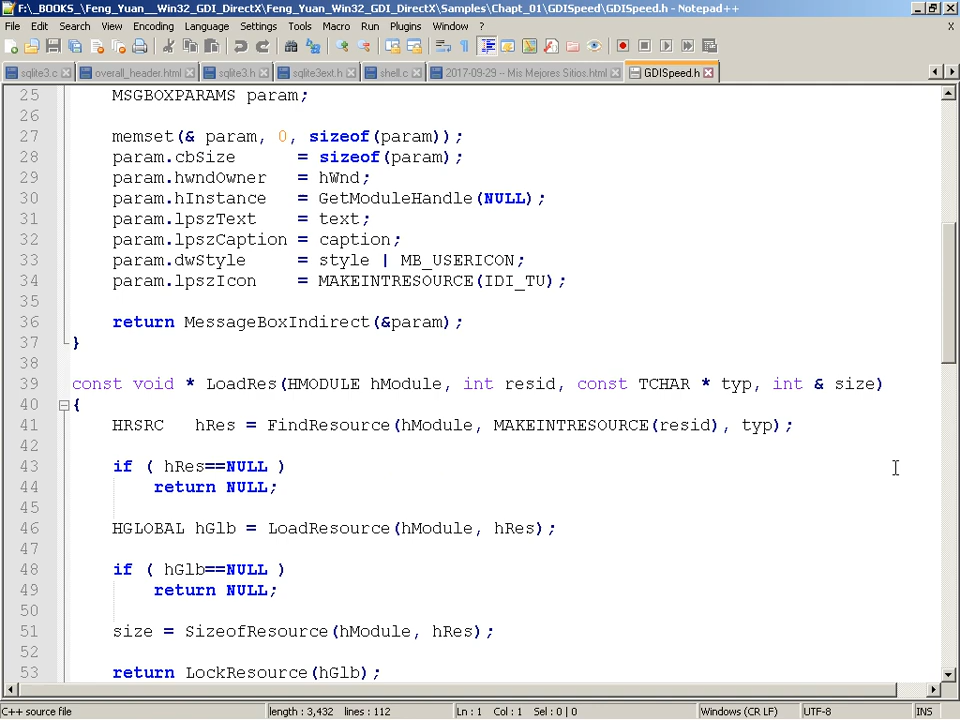 F:\_BOOKS_\Feng_Yuan__Win32_GDI_DirectX\Feng_Yuan_Win32_GDI_DirectX\Samples\Chapt_01\GDISpeed\GDISpeed.h - Notepad++
File Edit Search View Encoding Language Settings Tools Macro Run Plugins Window ? X
sqlite3.c overall_header.html sqlite3.h sqlite3ext.h shell.c 2017-09-29 -- Mis Mejores Sitios.html GDISpeed.h
25 MSGBOXPARAMS param;
26
27 memset(& param, 0, sizeof(param));
28 param.cbSize = sizeof(param);
29 param.hwndOwner = hWnd;
30 param.hInstance = GetModuleHandle(NULL);
31 param.lpszText = text;
32 param.lpszCaption = caption;
33 param.dwStyle = style | MB_USERICON;
34 param.lpszIcon = MAKEINTRESOURCE(IDI_TU);
35
36 return MessageBoxIndirect(&param);
37 }
38
39 const void * LoadRes(HMODULE hModule, int resid, const TCHAR * typ, int & size)
40 {
41 HRSRC hRes = FindResource(hModule, MAKEINTRESOURCE(resid), typ);
42
43 if ( hRes==NULL )
44 return NULL;
45
46 HGLOBAL hGlb = LoadResource(hModule, hRes);
47
48 if ( hGlb==NULL )
49 return NULL;
50
51 size = SizeofResource(hModule, hRes);
52
53 return LockResource(hGlb);
C++ source file length : 3,432 lines : 112 Ln : 1 Col : 1 Sel : 0 | 0 Windows (CR LF) UTF-8 INS